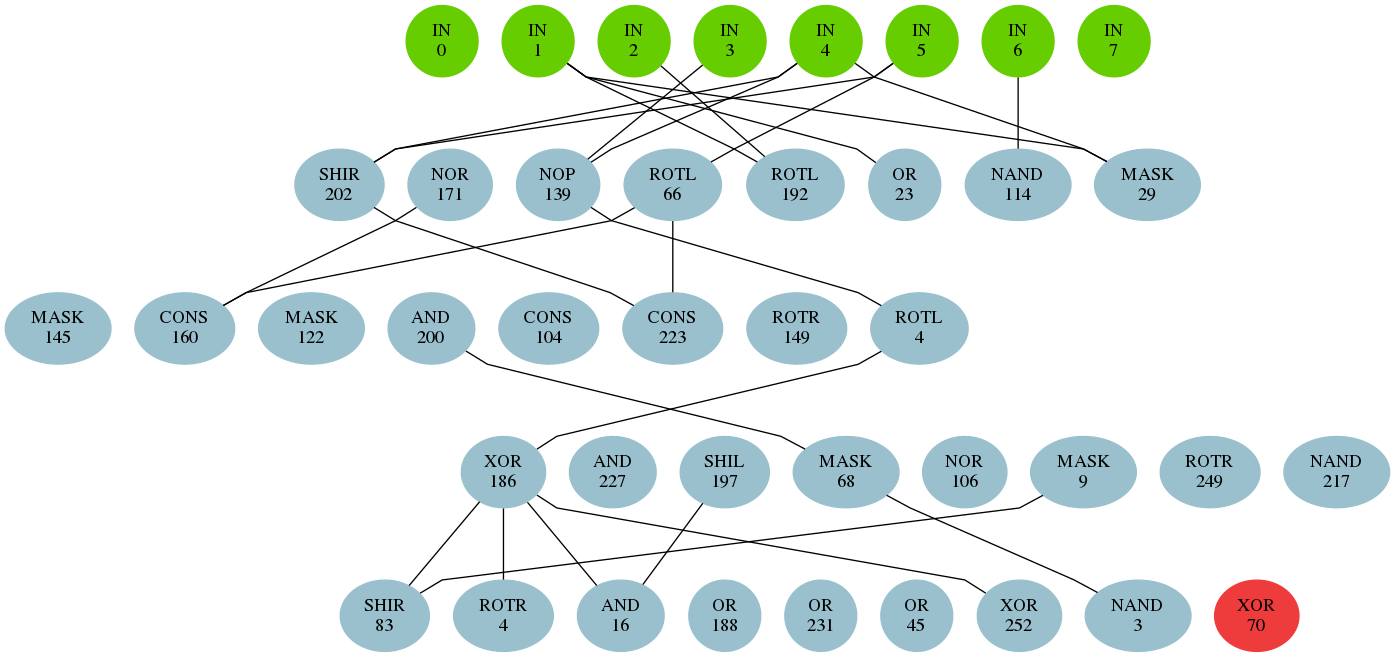 IN
0
IN
1
IN
2
IN
3
IN
4
IN
5
IN
6
IN
7
SHIR
202
NOR
171
NOP
139
ROTL
66
ROTL
192
OR
23
NAND
114
MASK
29
MASK
145
CONS
160
MASK
122
AND
200
CONS
104
CONS
223
ROTR
149
ROTL
4
XOR
186
AND
227
SHIL
197
MASK
68
NOR
106
MASK
9
ROTR
249
NAND
217
SHIR
83
ROTR
4
AND
16
OR
188
OR
231
OR
45
XOR
252
NAND
3
XOR
70